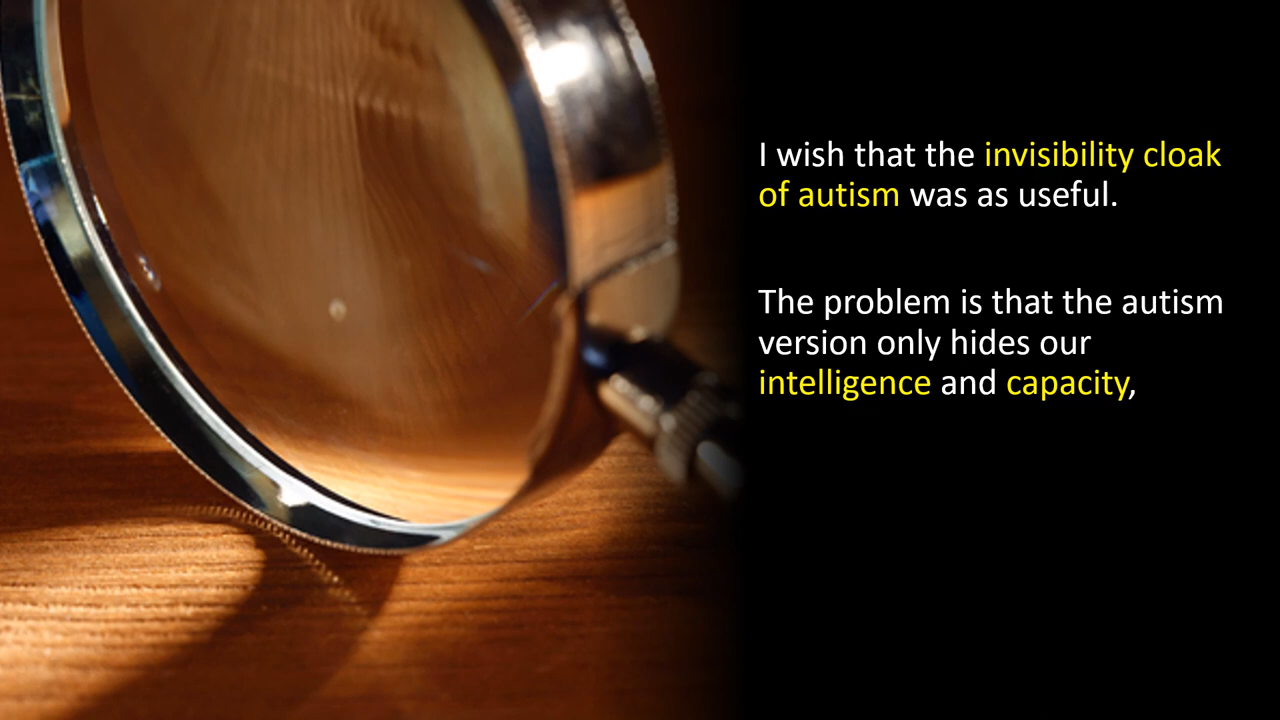 I wish that the invisibility cloak
of autism was as useful.
The problem is that the autism
version only hides our
intelligence and capacity,